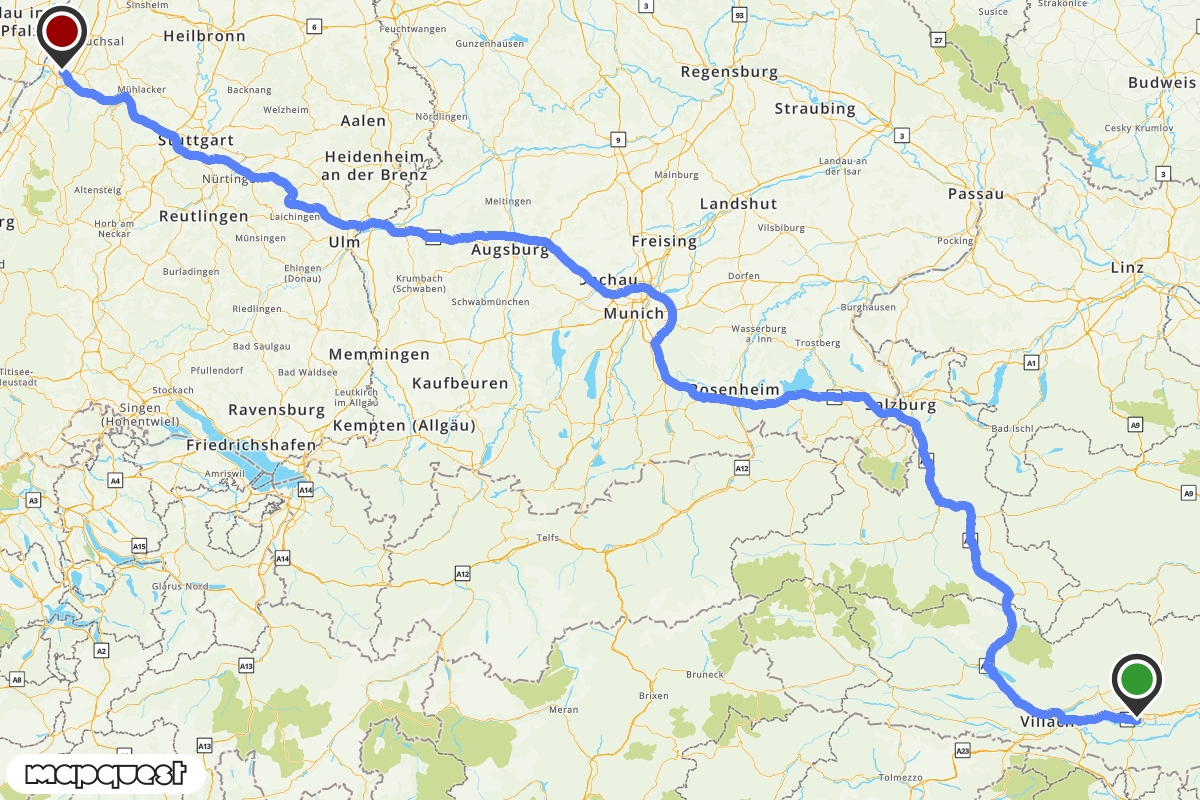 dau in
Pfalz
Sinsheim
uchsal
Heilbronn
6
Feuchtwangen
Gunzenhausen
3
93
Susice
Strakonice
27
Regensburg
Budweis
Mühlacker
Backnang
Welzheim
Aalen
Nördlingen
Straubing
Stuttgart
9
3
Cesky Krumlov
3
Heidenheim
an der Brenz
Landau an
der Isar
Mainburg
Nürtingen
Altensteig
Passau
Meitingen
Landshut
Reutlingen
Laichingen
rg
Horb am
Neckar
Vilsbiburg
Münsingen
Ulm
Augsburg
Freising
Pocking
Linz
Burladingen
Ehingen
(Donau)
Krumbach
(Schwaben)
Dachau
Dorfen
Schwabmünchen
Riedlingen
Munich
Burghausen
Wasserburg
a. Inn
Trostberg
Bad Saulgau
Memmingen
A1
Titisee-
Neustadt
Pfullendorf
Bad Waldsee
Kaufbeuren
Stockach
Leutkirch
im Allgäu
Rosenheim
Singen
(Hohentwiel)
Ravensburg
Salzburg
Kempten (Allgäu)
Bad Ischl
A9
Friedrichshafen
Amriswil
A4
A12
A14
A3
A9
Telfs
A15
A14
A12
Glarus Nord
A2
A13
A8
Bruneck
Brixen
Meran
Villach
A13
A23
Tolmezzo
mapquest